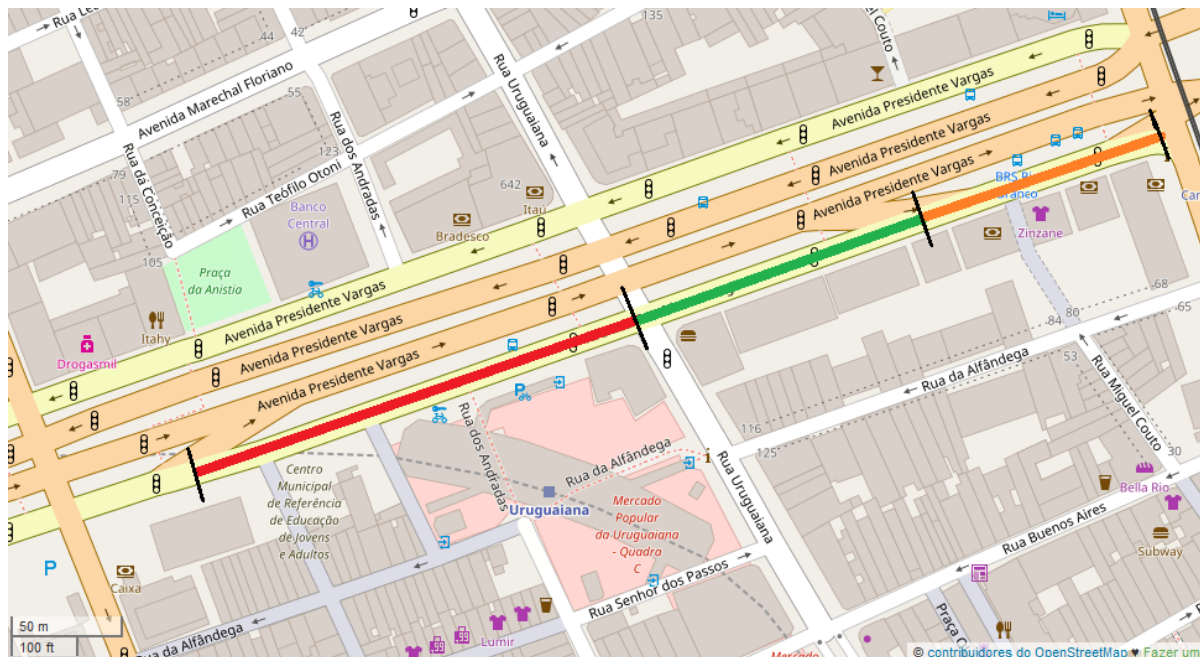 Rua
44
42
135
58
55
Avenida Marechal Floriano
Rua Uruguaiana
Miguel Couto
Rua da Conceição
79
115
123
Rua dos Andradas
Rua Teófilo Otoni
642
Itaú
Bradesco
Banco
Central
105
Praça
da Anistia
Avenida Presidente Vargas
Avenida Presidente Vargas
Avenida Presidente Vargas
BRS
Zinzane
Itahy
Drogasmil
Avenida Presidente Vargas
Avenida Presidente Vargas
Avenida Presidente Vargas
68
65
84
80
53
Rua da Alfândega
Rua Miguel Couto
116
125
30
Centro
Municipal
de Referência
de Educação
de Jovens
e Adultos
Rua dos Andradas
Rua da Alfândega
Rua Uruguaiana
Uruguaiana
Mercado
Popular
da Uruguaiana
- Quadra
C
Bella Rio
Rua Buenos Aires
Subway
P
Caixa
Rua Senhor dos Passos
50 m
100 ft
Rua da Alfândega
Lumir
Praça
Mercado
© contribuidores do OpenStreetMap ♥ Fazer um